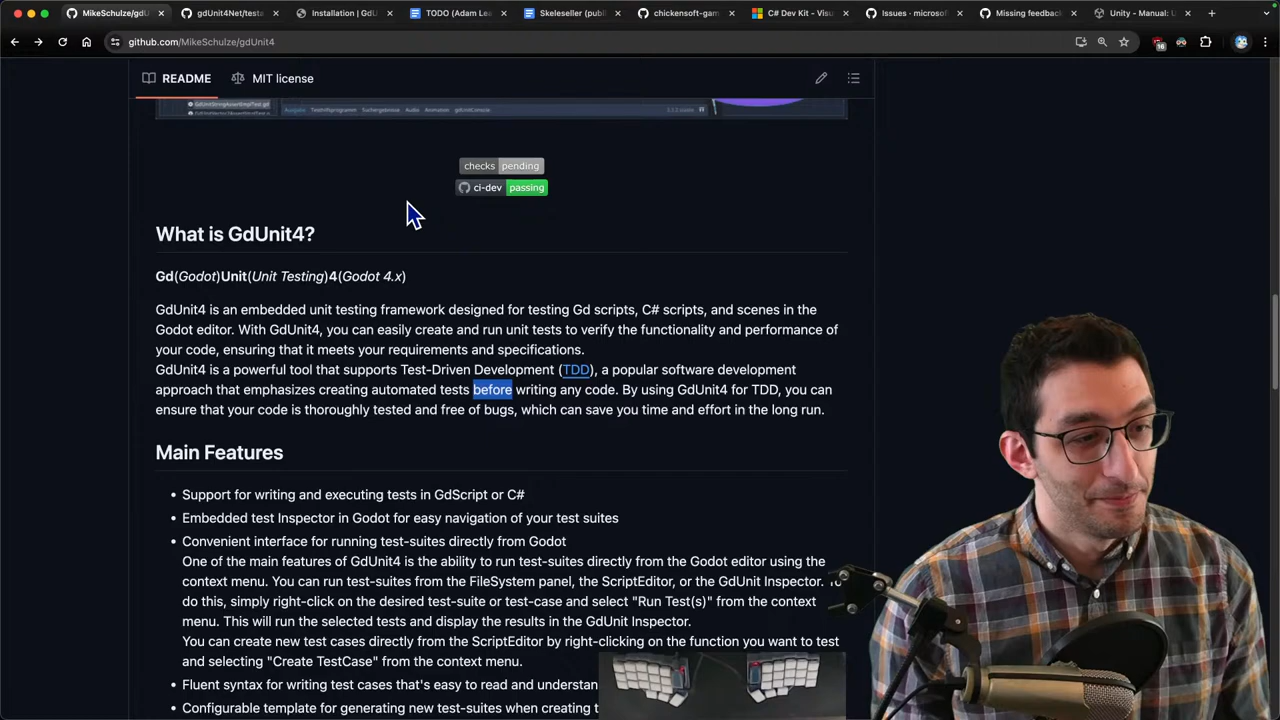 MikeSchulze/gdU
gdUnit4Net/testa
Installation | GdU
TODO (Adam Lea
Skeleseller (publ
chickensoft-gam
C# Dev Kit - Visu
Issues · microsof
Missing feedback
Unity - Manual: U
github.com/MikeSchulze/gdUnit4
README
MIT license
checks pending
ci-dev passing
What is GdUnit4?
Gd(Godot)Unit(Unit Testing)4(Godot 4.x)
GdUnit4 is an embedded unit testing framework designed for testing Gd scripts, C# scripts, and scenes in the
Godot editor. With GdUnit4, you can easily create and run unit tests to verify the functionality and performance of
your code, ensuring that it meets your requirements and specifications.
GdUnit4 is a powerful tool that supports Test-Driven Development (TDD), a popular software development
approach that emphasizes creating automated tests before writing any code. By using GdUnit4 for TDD, you can
ensure that your code is thoroughly tested and free of bugs, which can save you time and effort in the long run.
Main Features
• Support for writing and executing tests in GdScript or C#
• Embedded test Inspector in Godot for easy navigation of your test suites
• Convenient interface for running test-suites directly from Godot
One of the main features of GdUnit4 is the ability to run test-suites directly from the Godot editor using the
context menu. You can run test-suites from the FileSystem panel, the ScriptEditor, or the GdUnit Inspector. To
do this, simply right-click on the desired test-suite or test-case and select "Run Test(s)" from the context
menu. This will run the selected tests and display the results in the GdUnit Inspector.
You can create new test cases directly from the ScriptEditor by right-clicking on the function you want to test
and selecting "Create TestCase" from the context menu.
• Fluent syntax for writing test cases that's easy to read and understan
• Configurable template for generating new test-suites when creating t